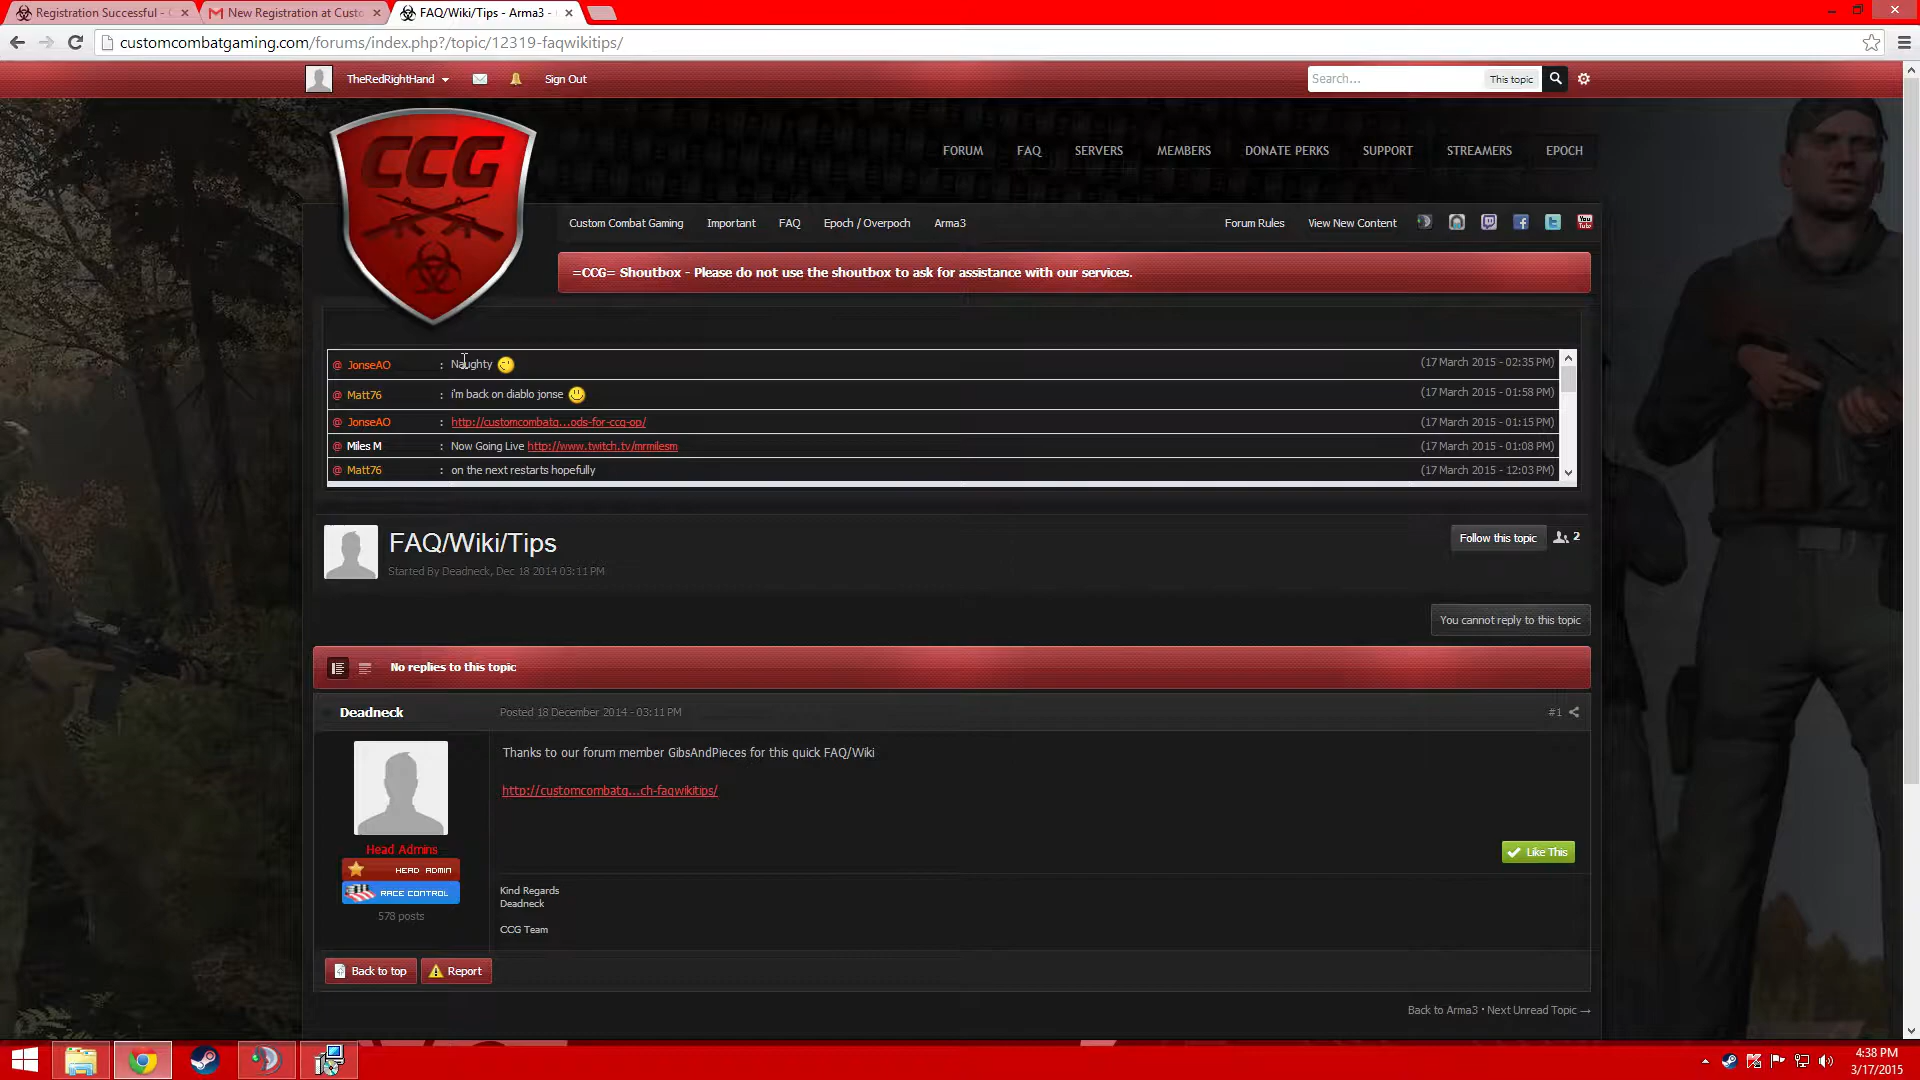 Registration Successful - C
New Registration at Custo
FAQ/Wiki/Tips - Arma3 -
customcombatgaming.com/forums/index.php?/topic/12319-faqwikitips/
TheRedRightHand
Sign Out
Search...
This topic
CCG
FORUM
FAQ
SERVERS
MEMBERS
DONATE PERKS
SUPPORT
STREAMERS
EPOCH
Custom Combat Gaming
Important
FAQ
Epoch / Overpoch
Arma3
Forum Rules
View New Content
You Tube
=CCG= Shoutbox - Please do not use the shoutbox to ask for assistance with our services.
@ JonseAO : Naughty (17 March 2015 - 02:35 PM)
@ Matt76 : i'm back on diablo jonse (17 March 2015 - 01:58 PM)
@ JonseAO : http://customcombatg...ods-for-ccg-op/ (17 March 2015 - 01:15 PM)
@ Miles M : Now Going Live http://www.twitch.tv/mrmilesm (17 March 2015 - 01:08 PM)
@ Matt76 : on the next restarts hopefully (17 March 2015 - 12:03 PM)
FAQ/Wiki/Tips
Started By Deadneck, Dec 18 2014 03:11 PM
Follow this topic
2
You cannot reply to this topic
No replies to this topic
Deadneck
Posted 18 December 2014 - 03:11 PM
#1
Thanks to our forum member GibsAndPieces for this quick FAQ/Wiki
http://customcombatg...ch-faqwikitips/
Head Admins
HEAD ADMIN
RACE CONTROL
578 posts
Like This
Kind Regards
Deadneck
CCG Team
Back to top
Report
Back to Arma3 • Next Unread Topic →
4:38 PM
3/17/2015